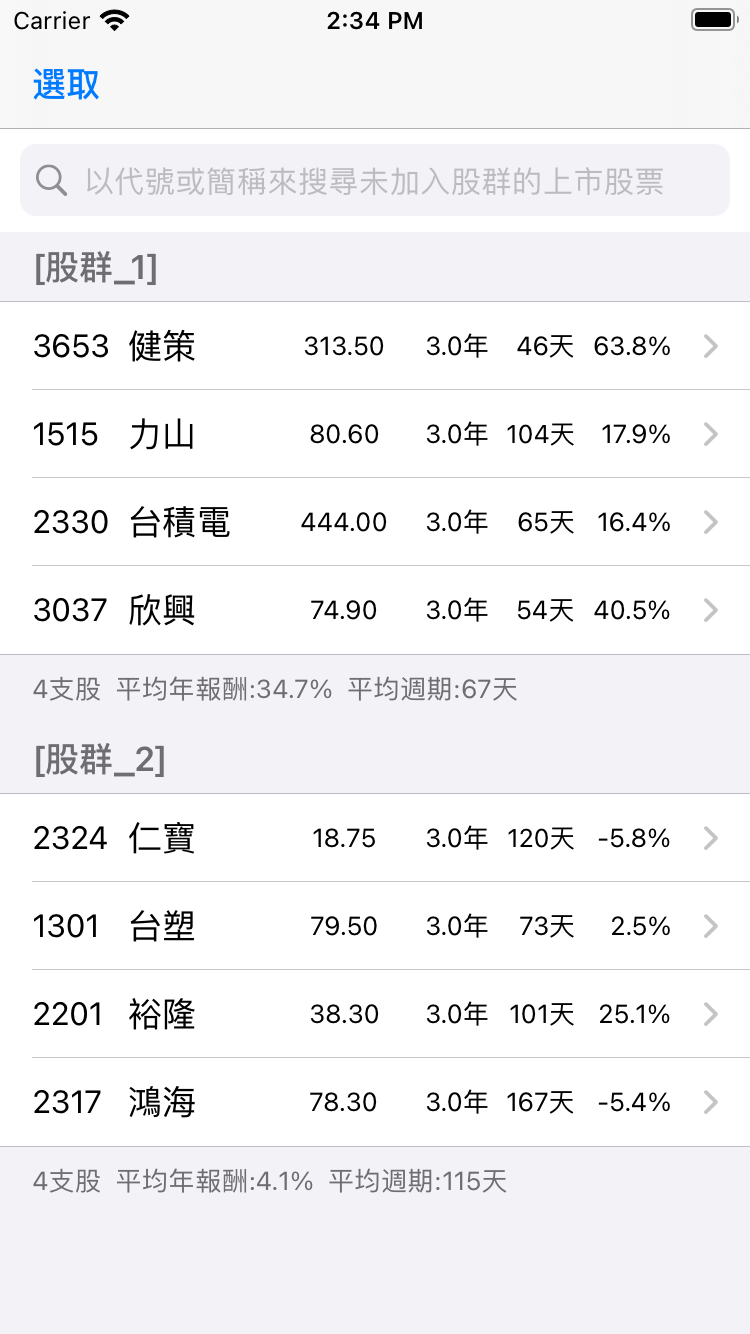 Carrier 2:34 PM
選取
以代號或簡稱來搜尋未加入股群的上市股票
[股群_1]
3653 健策 313.50 3.0年 46天 63.8%
1515 力山 80.60 3.0年 104天 17.9%
2330 台積電 444.00 3.0年 65天 16.4%
3037 欣興 74.90 3.0年 54天 40.5%
4支股 平均年報酬:34.7% 平均週期:67天
[股群_2]
2324 仁寶 18.75 3.0年 120天 -5.8%
1301 台塑 79.50 3.0年 73天 2.5%
2201 裕隆 38.30 3.0年 101天 25.1%
2317 鴻海 78.30 3.0年 167天 -5.4%
4支股 平均年報酬:4.1% 平均週期:115天